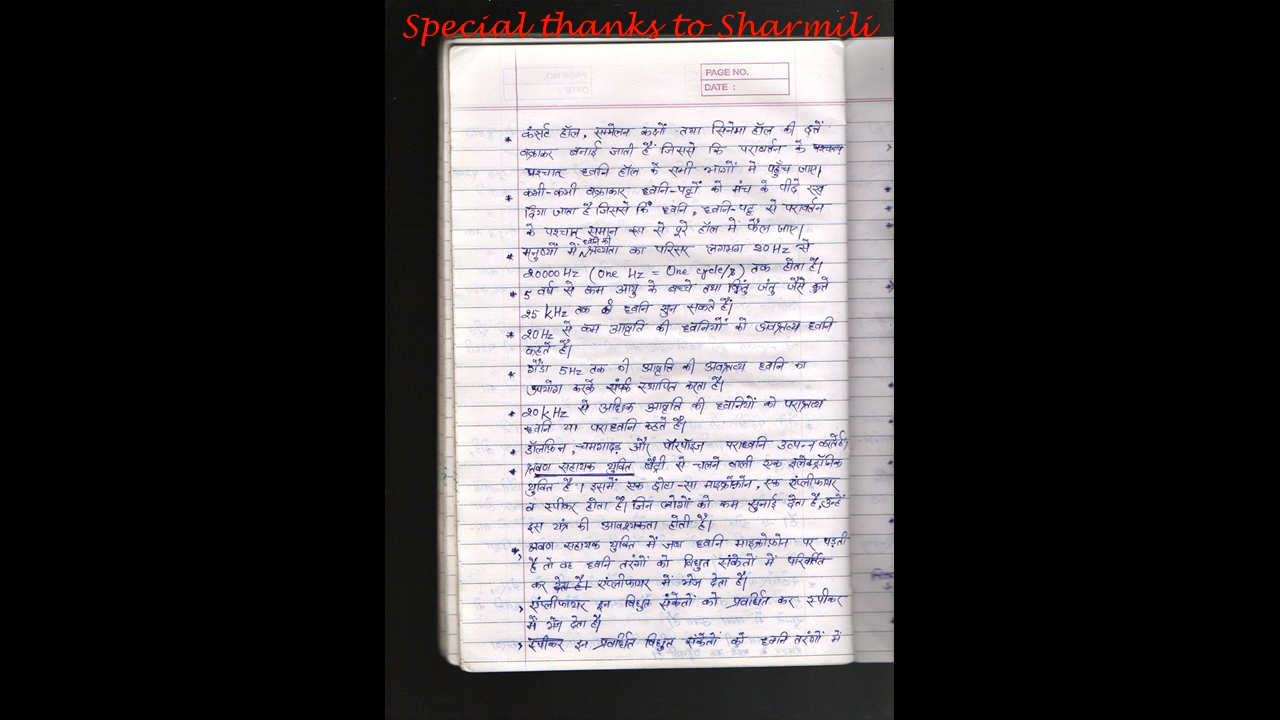 Special thanks to Sharmili
PAGE NO.
DATE :
* कंसर्ट हॉल, सम्मेलन कक्षों तथा सिनेमा हॉल की छतें
वक्राकार बनाई जाती हैं जिससे कि परावर्तन के
पश्चात् ध्वनि हॉल के सभी भागों में पहुँच जाए।
* कभी-कभी वक्राकार ध्वनि-पट्टों को मंच के पीछे रख
दिया जाता है जिससे कि ध्वनि, ध्वनि-पट्ट से परावर्तन
के पश्चात् समान रूप से पूरे हॉल में फैल जाए।
* मनुष्यों में ध्वनि की श्रव्यता का परिसर लगभग 20 Hz से
20000 Hz (One Hz = One cycle/s) तक होता है।
* 5 वर्ष से कम आयु के बच्चे तथा जंतु जैसे कुत्ते
25 kHz तक की ध्वनि सुन सकते हैं।
* 20Hz से कम आवृति की ध्वनियों को अवश्रव्य ध्वनि
कहते हैं।
* गैंडा 5Hz तक की आवृति की अवश्रव्य ध्वनि का
उपयोग करके संपर्क स्थापित करता है।
* 20 kHz से अधिक आवृति की ध्वनियों को पराश्रव्य
ध्वनि या पराध्वनि कहते हैं।
* डॉलफिन, चमगादड़ और पॉरपॉइज पराध्वनि उत्पन्न करते हैं।
* श्रवण सहायक युक्ति बैट्री से चलने वाली एक इलेक्ट्रॉनिक
युक्ति है। इसमें एक छोटा-सा माइक्रोफोन, एक एंप्लीफायर
व स्पीकर होता है। जिन लोगों को कम सुनाई देता है, उन्हें
इस यंत्र की आवश्यकता होती है।
* श्रवण सहायक युक्ति में जब ध्वनि माइक्रोफोन पर पड़ती
है तो वह ध्वनि तरंगों को विधुत संकेतों में परिवर्तित
कर देता है। एंप्लीफायर में भेज देता है।
> एंप्लीफायर इन विधुत संकेतों को प्रवर्धित कर स्पीकर
में भेज देता है।
> स्पीकर इन प्रवर्धित विधुत संकेतों को ध्वनि तरंगों में